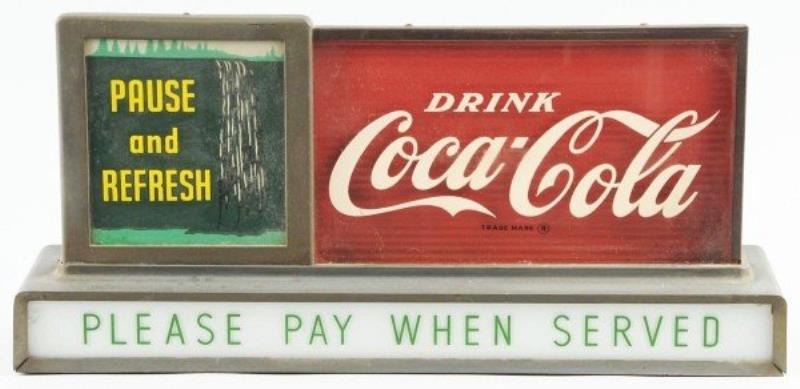 PAUSE
and
REFRESH
DRINK
Coca-Cola
TRADE MARK ®
PLEASE PAY WHEN SERVED